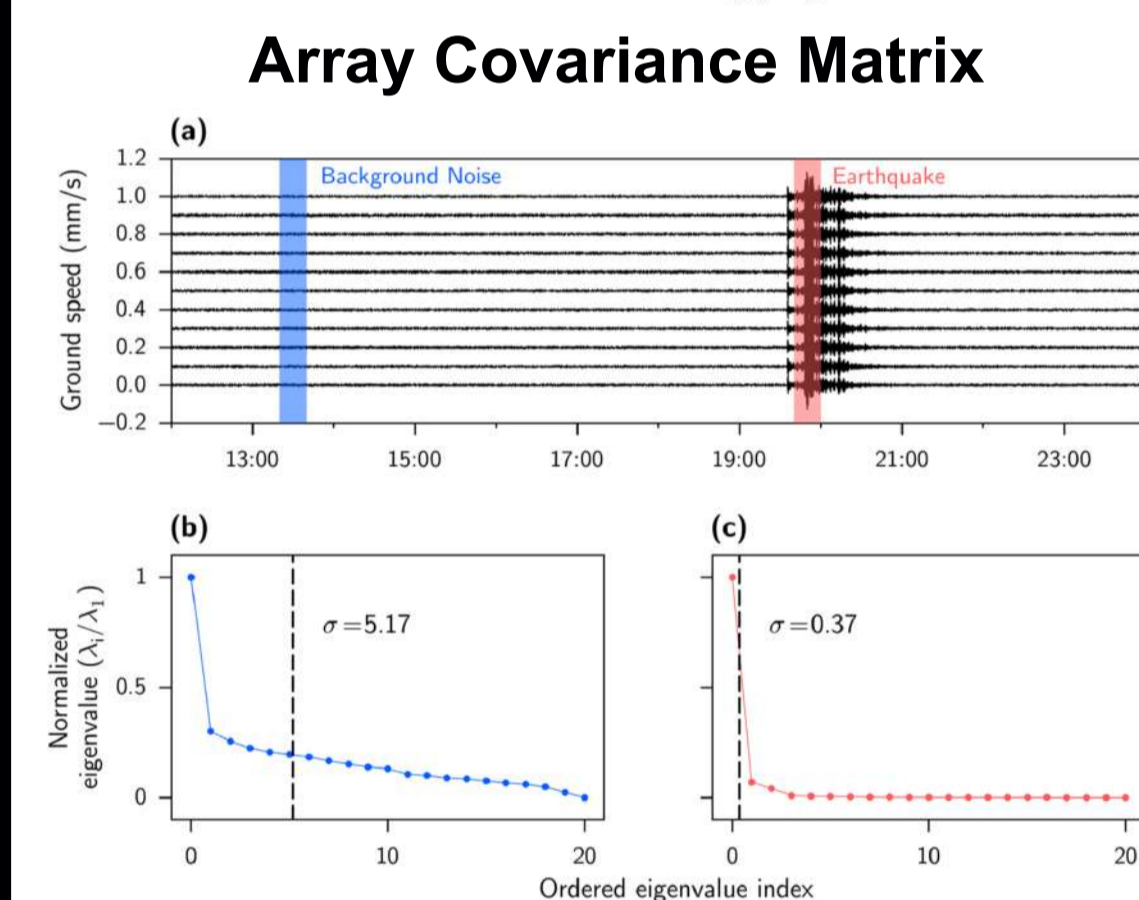 Array Covariance Matrix
(a)
Ground speed (mm/s)
1.2
1.0
0.8
0.6
0.4
0.2
0.0
−0.2
Background Noise
Earthquake
13:00 15:00 17:00 19:00 21:00 23:00
(b)
Normalized
eigenvalue (λi/λ1)
1
0.5
0
σ =5.17
0 10 20
(c)
σ =0.37
0 10 20
Ordered eigenvalue index